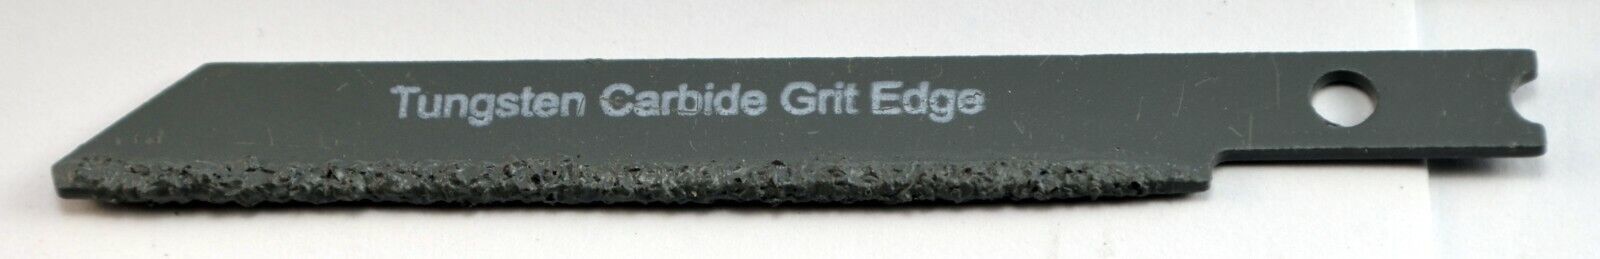 Tungsten Carbide Grit Edge